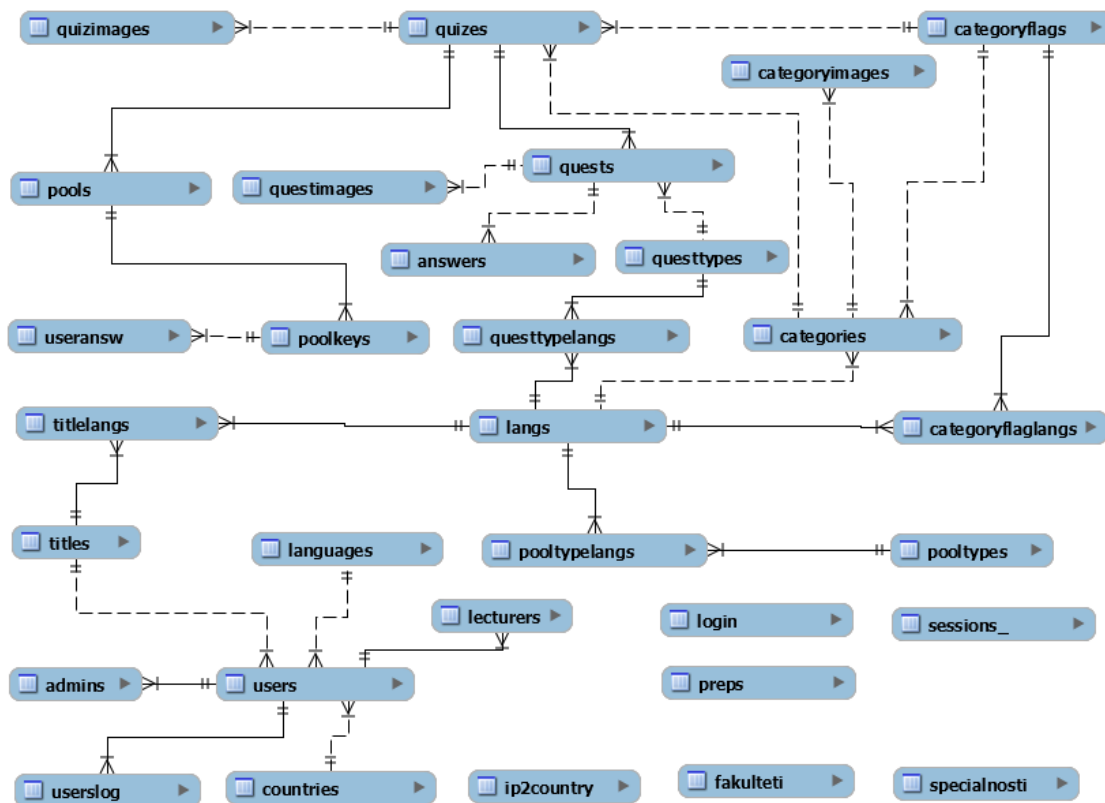 quizimages
quizes
categoryflags
categoryimages
quests
pools
questimages
answers
questtypes
useransw
poolkeys
questtypelangs
categories
titlelangs
langs
categoryflaglangs
titles
languages
pooltypelangs
pooltypes
lecturers
login
sessions_
admins
users
preps
userslog
countries
ip2country
fakulteti
specialnosti